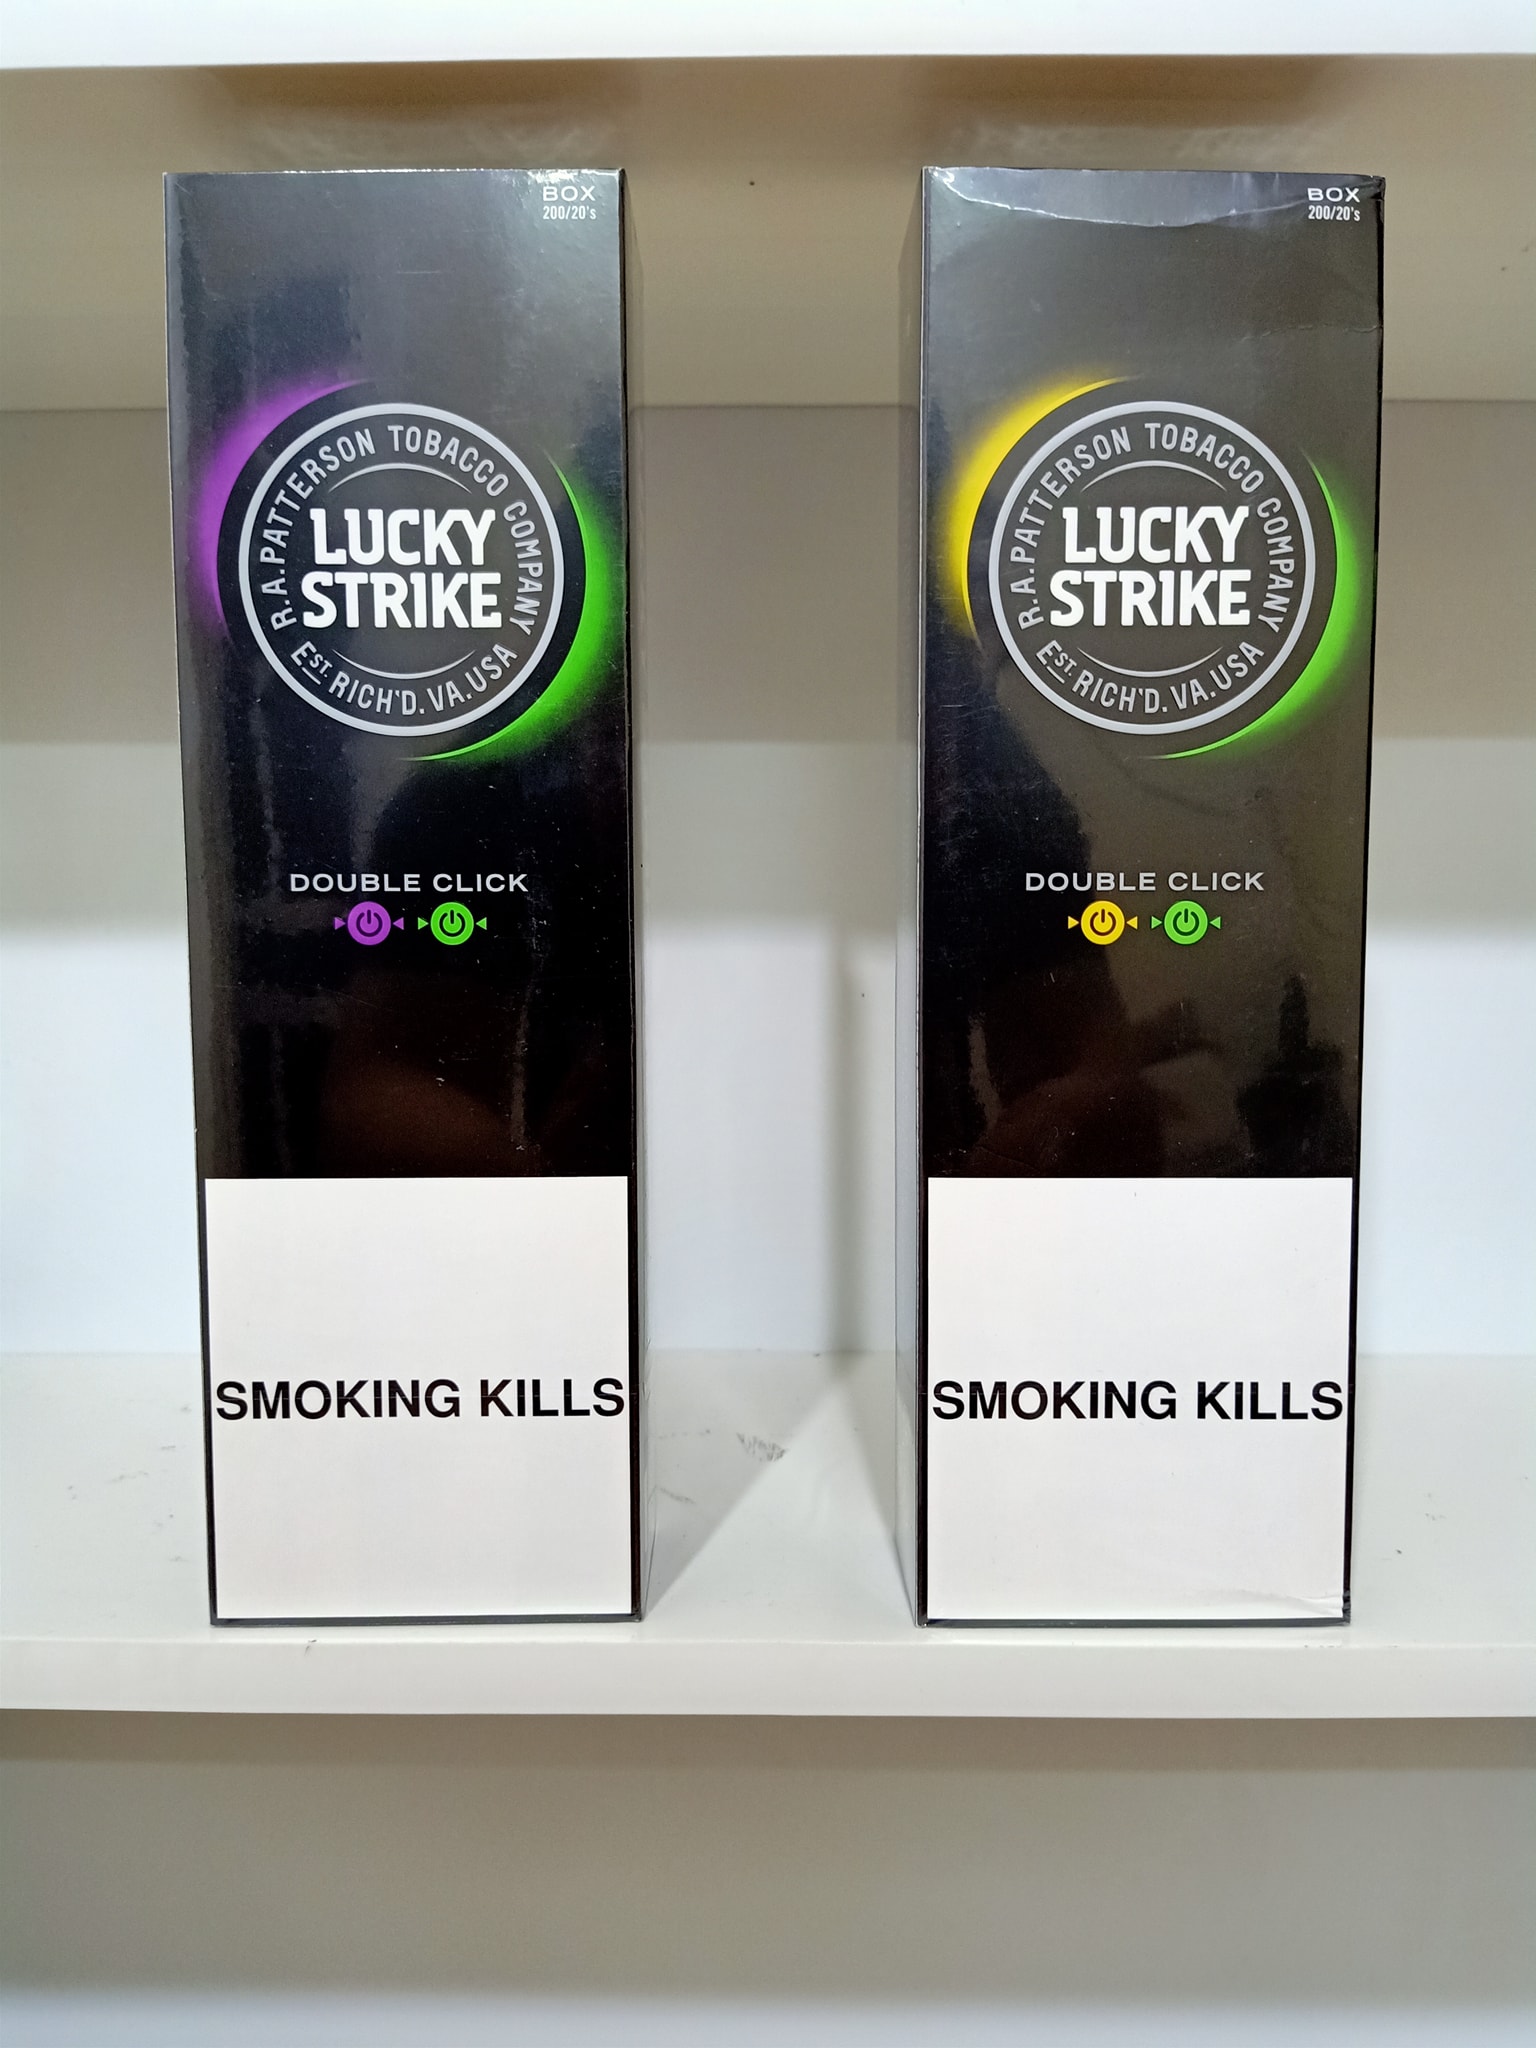 BOX
200/20's
R.A.PATTERSON TOBACCO COMPANY
LUCKY
STRIKE
EST. RICH'D. VA. USA
DOUBLE CLICK
SMOKING KILLS
BOX
200/20's
R.A.PATTERSON TOBACCO COMPANY
LUCKY
STRIKE
EST. RICH'D. VA. USA
DOUBLE CLICK
SMOKING KILLS